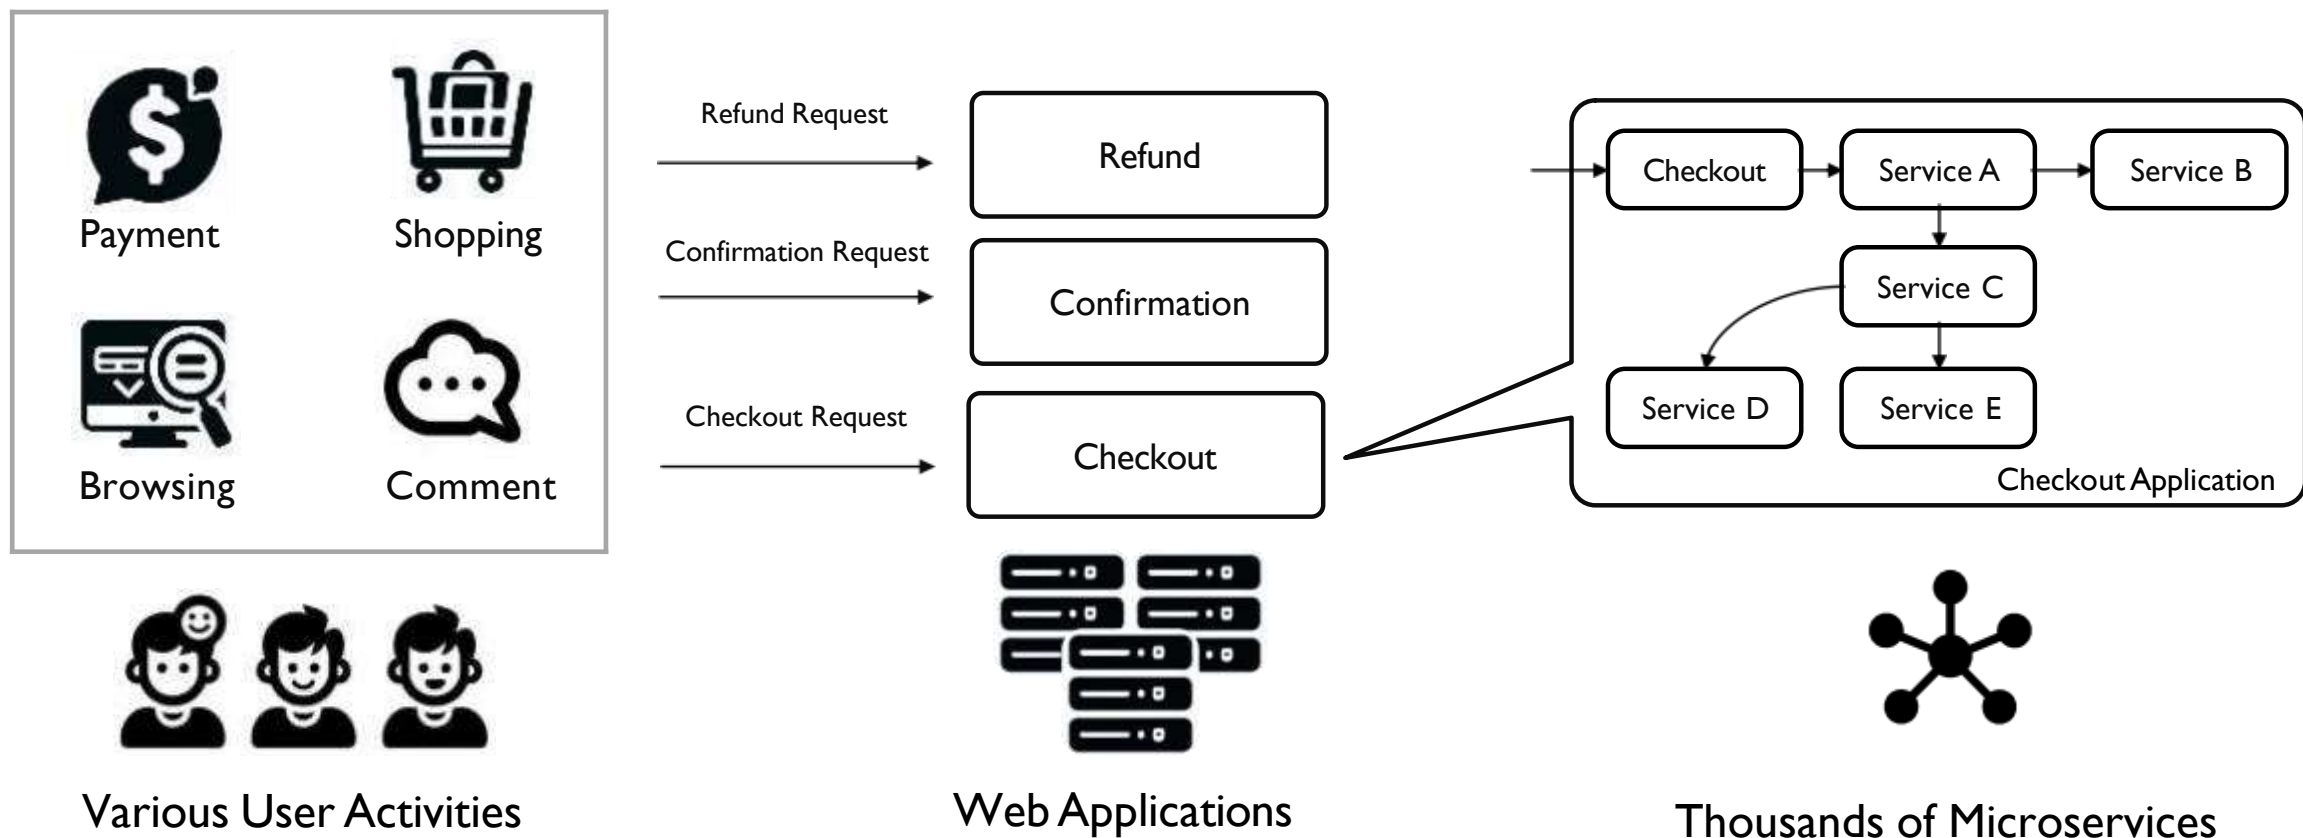 Payment
Shopping
Browsing
Comment
Various User Activities
Refund Request
Confirmation Request
Checkout Request
Refund
Confirmation
Checkout
Web Applications
Checkout
Service A
Service B
Service C
Service D
Service E
Checkout Application
Thousands of Microservices